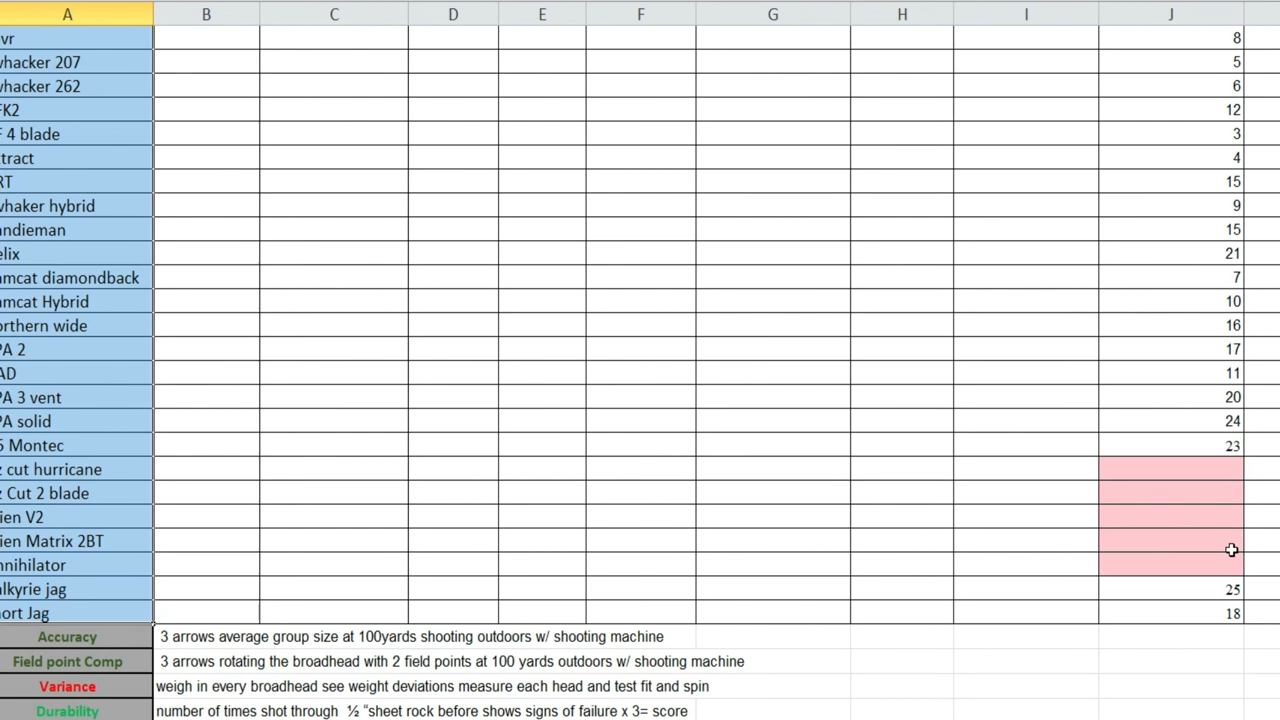 A B C D E F G H I J
vr 8
whacker 207 5
whacker 262 6
FK2 12
F 4 blade 3
tract 4
RT 15
whaker hybrid 9
andieman 15
elix 21
amcat diamondback 7
amcat Hybrid 10
orthern wide 16
PA 2 17
AD 11
PA 3 vent 20
PA solid 24
5 Montec 23
z cut hurricane
z Cut 2 blade
ien V2
ien Matrix 2BT
nnihilator
alkyrie jag 25
hort Jag 18
Accuracy 3 arrows average group size at 100yards shooting outdoors w/ shooting machine
Field point Comp 3 arrows rotating the broadhead with 2 field points at 100 yards outdoors w/ shooting machine
Variance weigh in every broadhead see weight deviations measure each head and test fit and spin
Durability number of times shot through ½ “sheet rock before shows signs of failure x 3= score